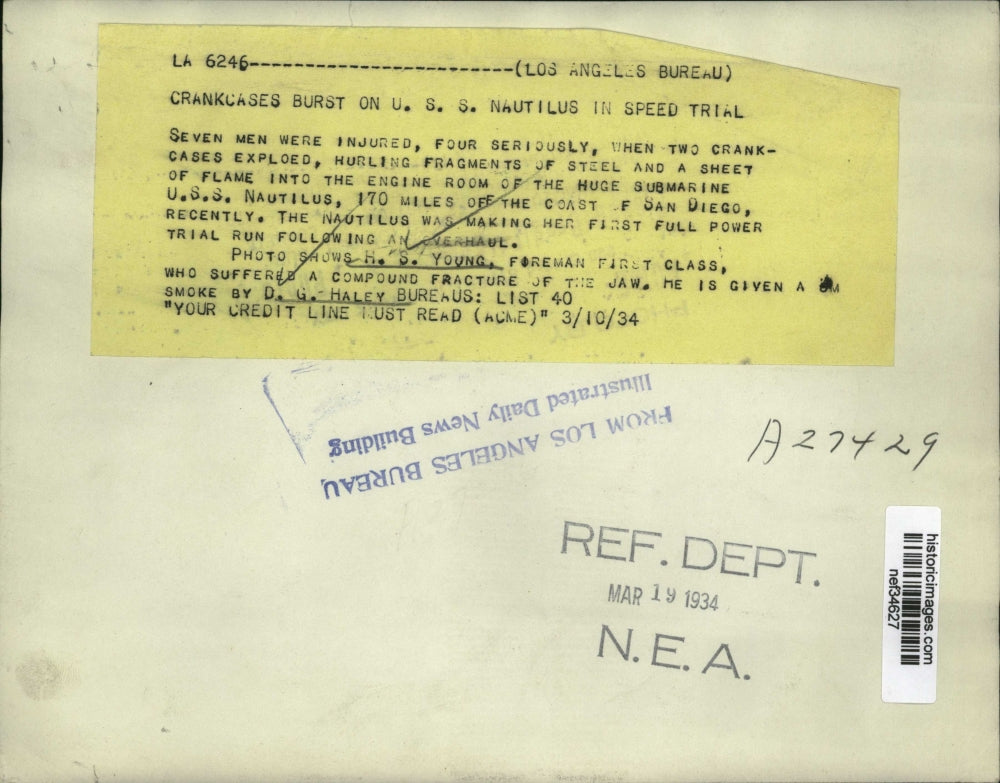 LA 6246------------------------(LOS ANGELES BUREAU)
CRANKCASES BURST ON U. S. S. NAUTILUS IN SPEED TRIAL
SEVEN MEN WERE INJURED, FOUR SERIOUSLY, WHEN TWO CRANK-
CASES EXPLOED, HURLING FRAGMENTS OF STEEL AND A SHEET
OF FLAME INTO THE ENGINE ROOM OF THE HUGE SUBMARINE
U.S.S. NAUTILUS, 170 MILES OFF THE COAST OF SAN DIEGO,
RECENTLY. THE NAUTILUS WAS MAKING HER FIRST FULL POWER
TRIAL RUN FOLLOWING AN OVERHAUL.
PHOTO SHOWS H. S. YOUNG, FOREMAN FIRST CLASS,
WHO SUFFERED A COMPOUND FRACTURE OF THE JAW. HE IS GIVEN A
SMOKE BY D. G. HALEY BUREAUS: LIST 40
"YOUR CREDIT LINE MUST READ (ACME)" 3/10/34
FROM LOS ANGELES BUREAU
Illustrated Daily News Building
A27429
REF. DEPT.
MAR 19 1934
N.E.A.
historicimages.com
nef34627